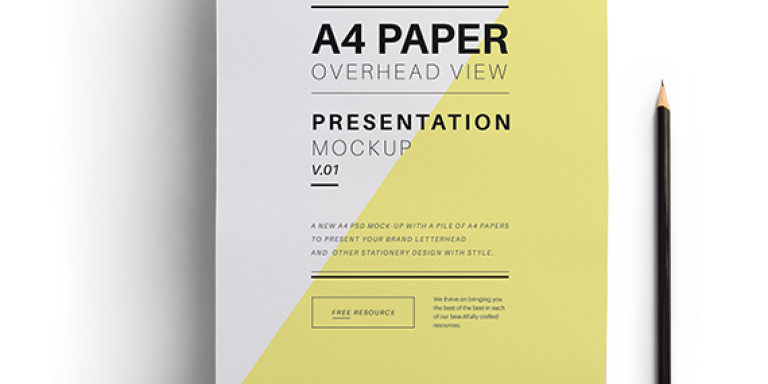 A4 PAPER
OVERHEAD VIEW
PRESENTATION
MOCKUP
V.01
A NEW A4 PSD MOCK-UP WITH A PILE OF A4 PAPERS
TO PRESENT YOUR BRAND LETTERHEAD
AND OTHER STATIONERY DESIGN WITH STYLE.
FREE RESOURCE
We thrive on bringing you
the best of the best in each
of our beautifully crafted
resources.